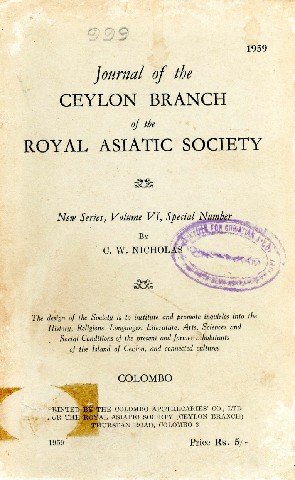 999
1959
Journal of the
CEYLON BRANCH
of the
ROYAL ASIATIC SOCIETY
New Series, Volume VI, Special Number
BY
C. W. NICHOLAS
FOR CHRISTIAN
The design of the Society is to institute and promote inquiries into the
History, Religions, Languages, Literature, Arts, Sciences and
Social Conditions of the present and former inhabitants
of the Island of Ceylon, and connected cultures
COLOMBO
PRINTED BY THE COLOMBO APOTHECARIES' CO., LTD.
FOR THE ROYAL ASIATIC SOCIETY (CEYLON BRANCH)
THURSTAN ROAD, COLOMBO 3
1959 Price Rs. 5/-